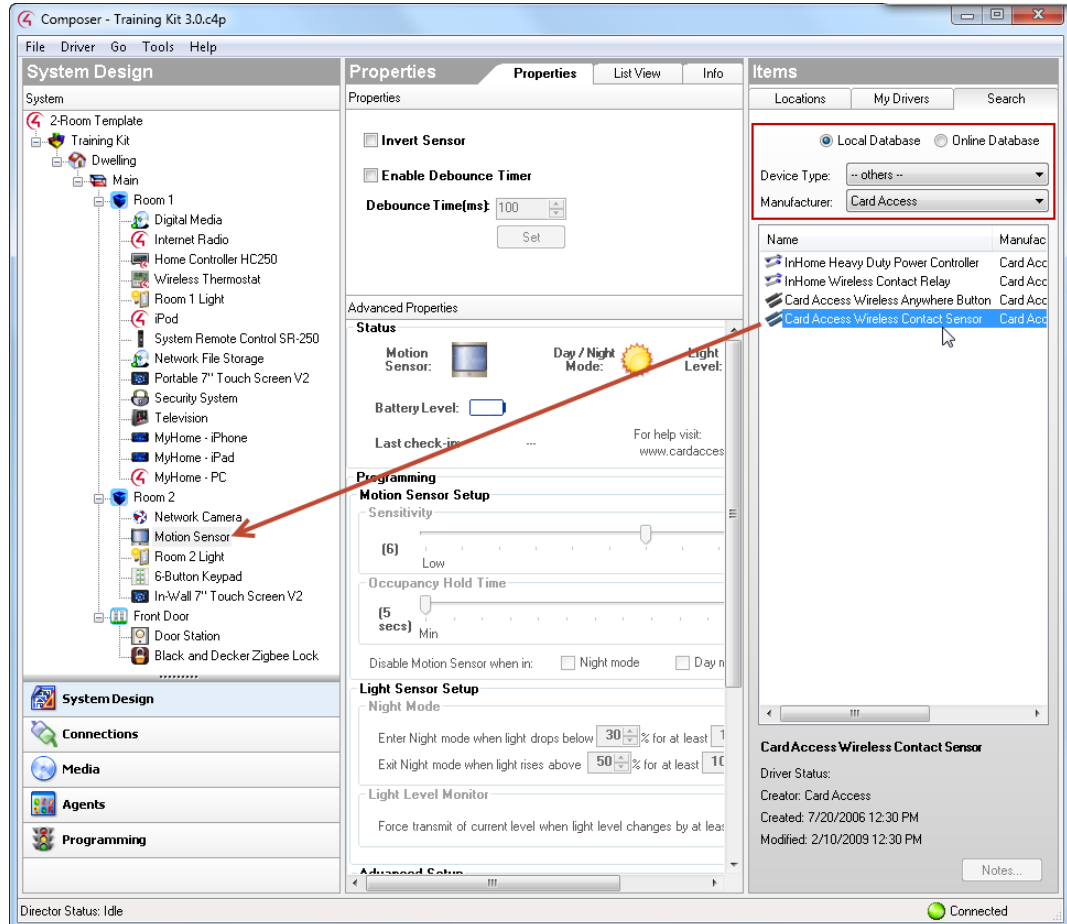 Composer - Training Kit 3.0.c4p
File Driver Go Tools Help
System Design
System
2-Room Template
Training Kit
Dwelling
Main
Room 1
Digital Media
Internet Radio
Home Controller HC250
Wireless Thermostat
Room 1 Light
iPod
System Remote Control SR-250
Network File Storage
Portable 7" Touch Screen V2
Security System
Television
MyHome - iPhone
MyHome - iPad
MyHome - PC
Room 2
Network Camera
Motion Sensor
Room 2 Light
6-Button Keypad
In-Wall 7" Touch Screen V2
Front Door
Door Station
Black and Decker Zigbee Lock
System Design
Connections
Media
Agents
Programming
Properties Properties List View Info
Properties
Invert Sensor
Enable Debounce Timer
Debounce Time(ms): 100
Set
Advanced Properties
Status
Motion Sensor:
Day / Night Mode:
Light Level:
Battery Level:
Last check-in: ---
For help visit:
www.cardacces
Programming
Motion Sensor Setup
Sensitivity
(6)
Low
Occupancy Hold Time
(5 secs)
Min
Disable Motion Sensor when in: Night mode Day n
Light Sensor Setup
Night Mode
Enter Night mode when light drops below 30 % for at least 1
Exit Night mode when light rises above 50 % for at least 10
Light Level Monitor
Force transmit of current level when light level changes by at leas
Advanced Setup
Items
Locations My Drivers Search
Local Database Online Database
Device Type: -- others --
Manufacturer: Card Access
Name Manufac
InHome Heavy Duty Power Controller Card Acc
InHome Wireless Contact Relay Card Acc
Card Access Wireless Anywhere Button Card Acc
Card Access Wireless Contact Sensor Card Acc
Card Access Wireless Contact Sensor
Driver Status:
Creator: Card Access
Created: 7/20/2006 12:30 PM
Modified: 2/10/2009 12:30 PM
Notes...
Director Status: Idle
Connected